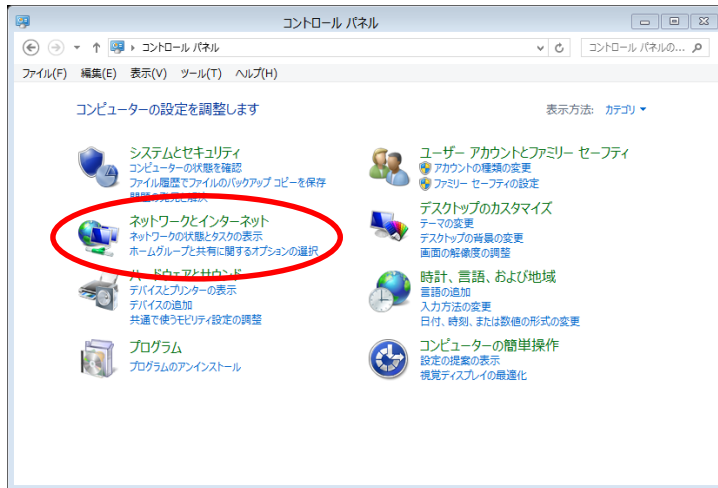 コントロール パネル
コントロール パネル
コントロール パネルの...
ファイル(F) 編集(E) 表示(V) ツール(T) ヘルプ(H)
コンピューターの設定を調整します
表示方法: カテゴリ
システムとセキュリティ
コンピューターの状態を確認
ファイル履歴でファイルのバックアップ コピーを保存
問題の発見と解決
ネットワークとインターネット
ネットワークの状態とタスクの表示
ホームグループと共有に関するオプションの選択
ハードウェアとサウンド
デバイスとプリンターの表示
デバイスの追加
共通で使うモビリティ設定の調整
プログラム
プログラムのアンインストール
ユーザー アカウントとファミリー セーフティ
アカウントの種類の変更
ファミリー セーフティの設定
デスクトップのカスタマイズ
テーマの変更
デスクトップの背景の変更
画面の解像度の調整
時計、言語、および地域
言語の追加
入力方法の変更
日付、時刻、または数値の形式の変更
コンピューターの簡単操作
設定の提案の表示
視覚ディスプレイの最適化